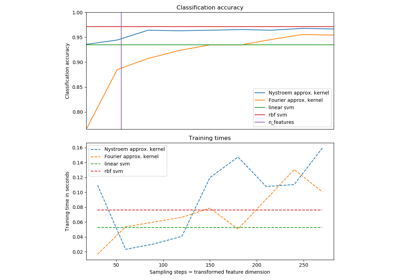 Classification accuracy
1.00
0.95
0.90
0.85
0.80
Classification accuracy
Nystroem approx. kernel
Fourier approx. kernel
linear svm
rbf svm
n_features
Training times
0.16
0.14
0.12
0.10
0.08
0.06
0.04
0.02
Training time in seconds
Nystroem approx. kernel
Fourier approx. kernel
linear svm
rbf svm
50
100
150
200
250
Sampling steps = transformed feature dimension